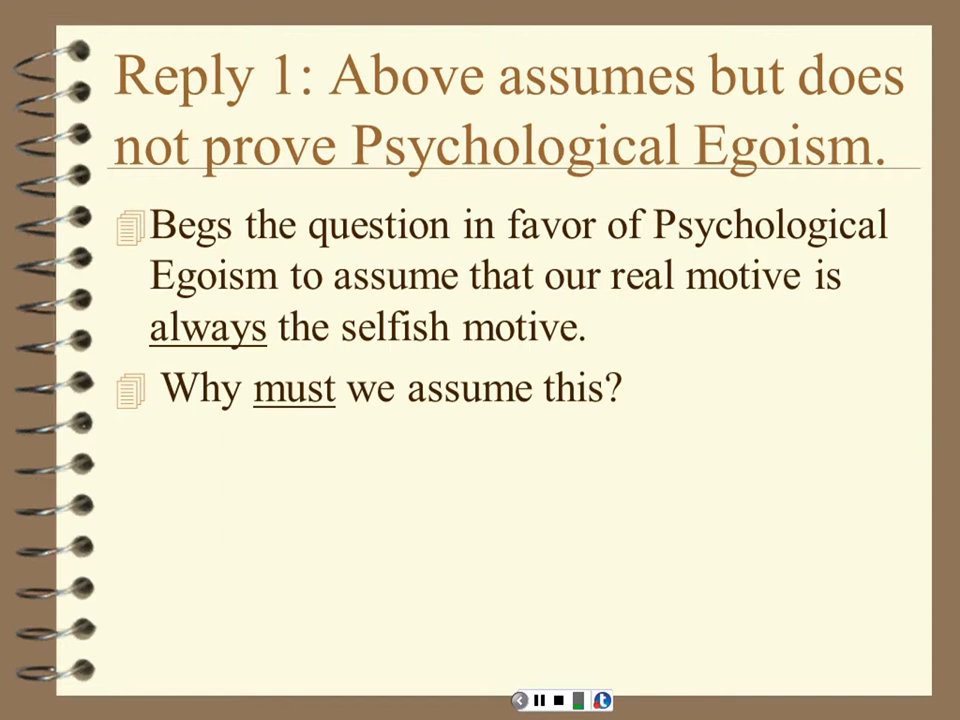 Reply 1: Above assumes but does
not prove Psychological Egoism.
Begs the question in favor of Psychological
Egoism to assume that our real motive is
always the selfish motive.
Why must we assume this?